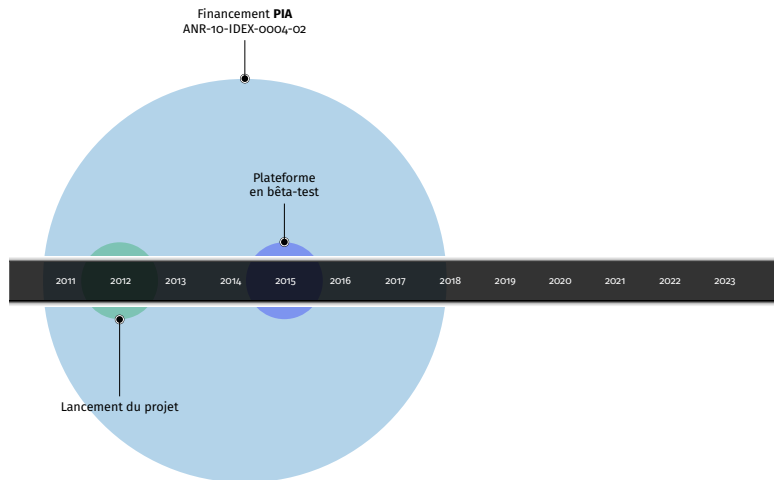 Financement PIA
ANR-10-IDEX-0004-02
Plateforme
en bêta-test
2011 2012 2013 2014 2015 2016 2017 2018 2019 2020 2021 2022 2023
Lancement du projet